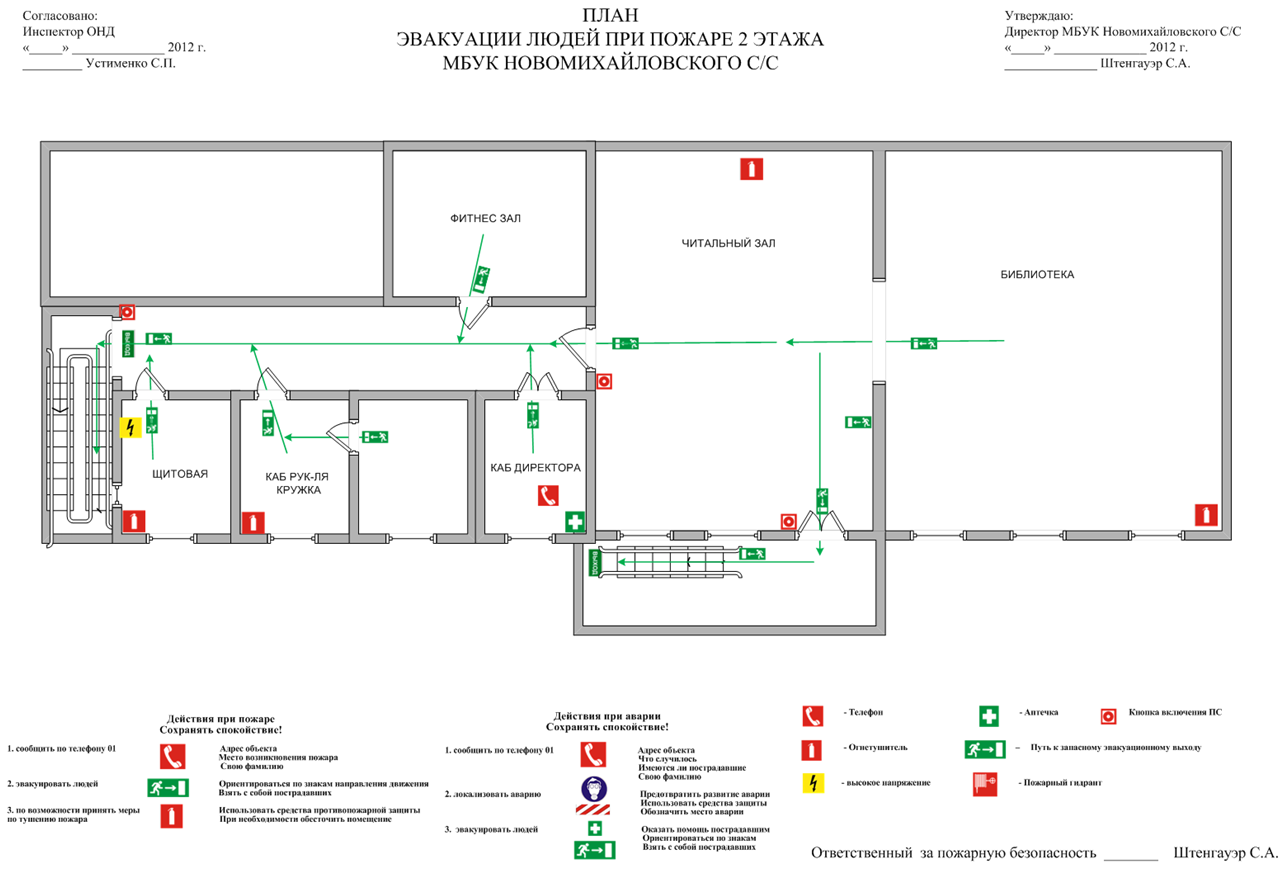 Согласовано:
Инспектор ОНД
«_____» ______________ 2012 г.
_________ Устименко С.П.
ПЛАН
ЭВАКУАЦИИ ЛЮДЕЙ ПРИ ПОЖАРЕ 2 ЭТАЖА
МБУК НОВОМИХАЙЛОВСКОГО С/С
Утверждаю:
Директор МБУК Новомихайловского С/С
«_____» ______________ 2012 г.
______________ Штенгауэр С.А.
ФИТНЕС ЗАЛ
ЧИТАЛЬНЫЙ ЗАЛ
БИБЛИОТЕКА
ВЫХОД
ЩИТОВАЯ
КАБ РУК-ЛЯ
КРУЖКА
КАБ ДИРЕКТОРА
ВЫХОД
Действия при пожаре
Сохранять спокойствие!
1. сообщить по телефону 01
Адрес объекта
Место возникновения пожара
Свою фамилию
2. эвакуировать людей
Ориентироваться по знакам направления движения
Взять с собой пострадавших
3. по возможности принять меры
по тушению пожара
Использовать средства противопожарной защиты
При необходимости обесточить помещение
Действия при аварии
Сохранять спокойствие!
1. сообщить по телефону 01
Адрес объекта
Что случилось
Имеются ли пострадавшие
Свою фамилию
2. локализовать аварию
Предотвратить развитие аварии
Использовать средства защиты
Обозначить место аварии
3. эвакуировать людей
Оказать помощь пострадавшим
Ориентироваться по знакам
Взять с собой пострадавших
- Телефон
- Аптечка
Кнопка включения ПС
- Огнетушитель
– Путь к запасному эвакуационному выходу
- высокое напряжение
- Пожарный гидрант
Ответственный за пожарную безопасность ______ Штенгауэр С.А.